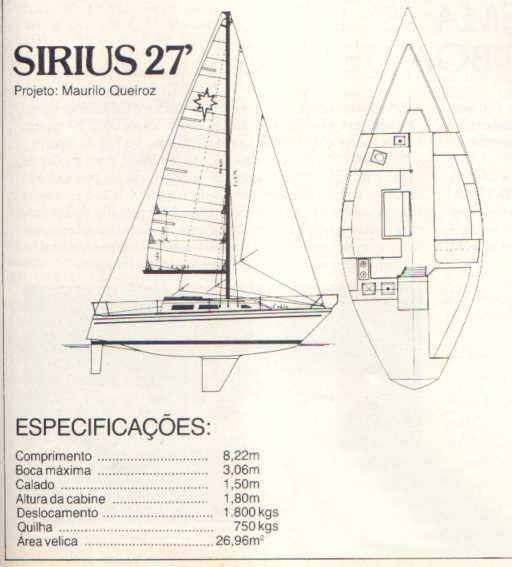 SIRIUS 27'
Projeto: Maurilo Queiroz
ESPECIFICAÇÕES:
Comprimento .............................. 8,22m
Boca máxima .............................. 3,06m
Calado ........................................ 1,50m
Altura da cabine .......................... 1,80m
Deslocamento ............................ 1.800 kgs
Quilha ......................................... 750 kgs
Área velica .................................. 26,96m²